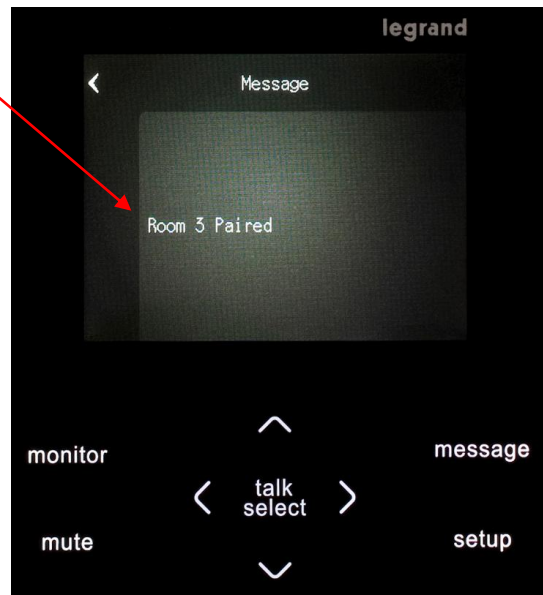 legrand
Message
Room 3 Paired
monitor
message
talk
select
mute
setup